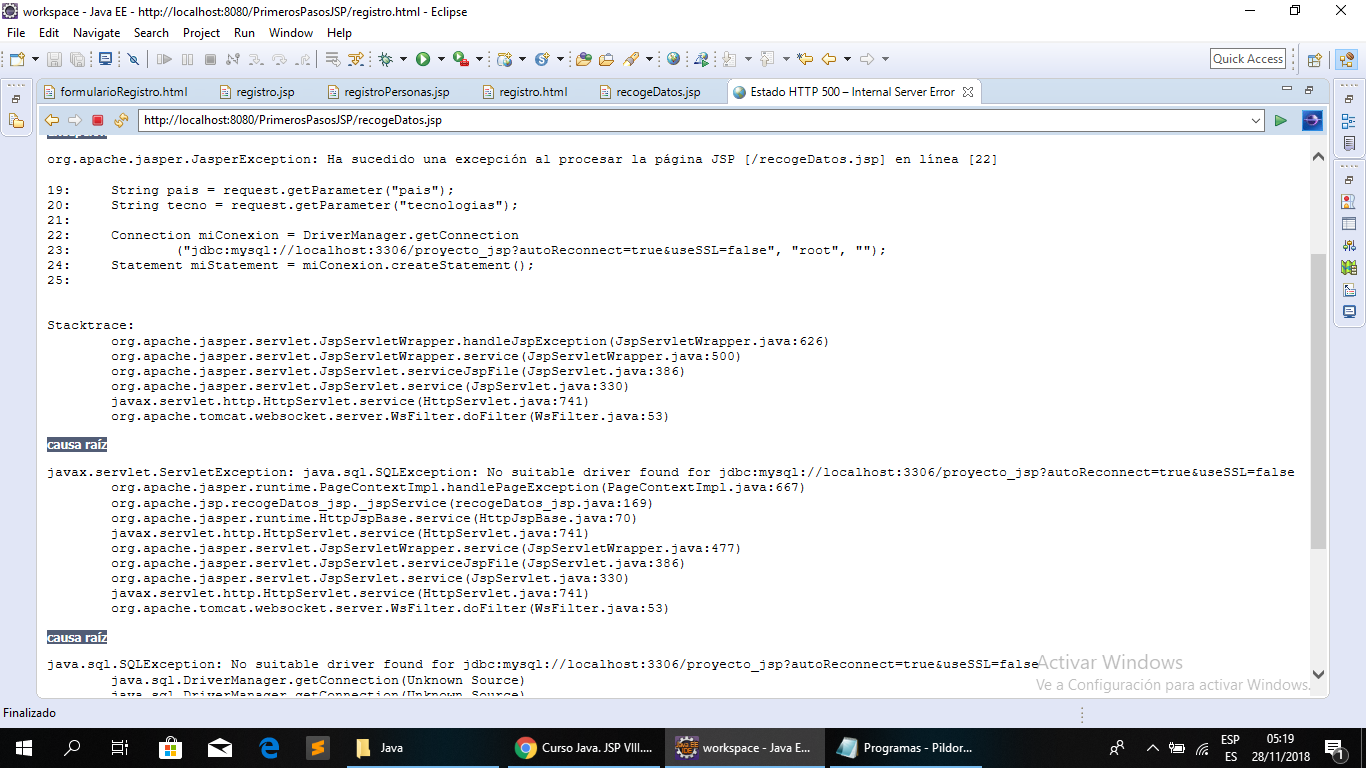 workspace - Java EE - http://localhost:8080/PrimerosPasosJSP/registro.html - Eclipse
File Edit Navigate Search Project Run Window Help
Quick Access
formularioRegistro.html registro.jsp registroPersonas.jsp registro.html recogeDatos.jsp Estado HTTP 500 – Internal Server Error
http://localhost:8080/PrimerosPasosJSP/recogeDatos.jsp
org.apache.jasper.JasperException: Ha sucedido una excepción al procesar la página JSP [/recogeDatos.jsp] en línea [22]
19: String pais = request.getParameter("pais");
20: String tecno = request.getParameter("tecnologias");
21:
22: Connection miConexion = DriverManager.getConnection
23: ("jdbc:mysql://localhost:3306/proyecto_jsp?autoReconnect=true&useSSL=false", "root", "");
24: Statement miStatement = miConexion.createStatement();
25:
Stacktrace:
org.apache.jasper.servlet.JspServletWrapper.handleJspException(JspServletWrapper.java:626)
org.apache.jasper.servlet.JspServletWrapper.service(JspServletWrapper.java:500)
org.apache.jasper.servlet.JspServlet.serviceJspFile(JspServlet.java:386)
org.apache.jasper.servlet.JspServlet.service(JspServlet.java:330)
javax.servlet.http.HttpServlet.service(HttpServlet.java:741)
org.apache.tomcat.websocket.server.WsFilter.doFilter(WsFilter.java:53)
causa raíz
javax.servlet.ServletException: java.sql.SQLException: No suitable driver found for jdbc:mysql://localhost:3306/proyecto_jsp?autoReconnect=true&useSSL=false
org.apache.jasper.runtime.PageContextImpl.handlePageException(PageContextImpl.java:667)
org.apache.jsp.recogeDatos_jsp._jspService(recogeDatos_jsp.java:169)
org.apache.jasper.runtime.HttpJspBase.service(HttpJspBase.java:70)
javax.servlet.http.HttpServlet.service(HttpServlet.java:741)
org.apache.jasper.servlet.JspServletWrapper.service(JspServletWrapper.java:477)
org.apache.jasper.servlet.JspServlet.serviceJspFile(JspServlet.java:386)
org.apache.jasper.servlet.JspServlet.service(JspServlet.java:330)
javax.servlet.http.HttpServlet.service(HttpServlet.java:741)
org.apache.tomcat.websocket.server.WsFilter.doFilter(WsFilter.java:53)
causa raíz
java.sql.SQLException: No suitable driver found for jdbc:mysql://localhost:3306/proyecto_jsp?autoReconnect=true&useSSL=false
java.sql.DriverManager.getConnection(Unknown Source)
java.sql.DriverManager.getConnection(Unknown Source)
Activar Windows
Ve a Configuración para activar Windows.
Finalizado
Java
Curso Java. JSP VIII....
workspace - Java E...
Programas - Pildor...
ESP
ES
05:19
28/11/2018
1